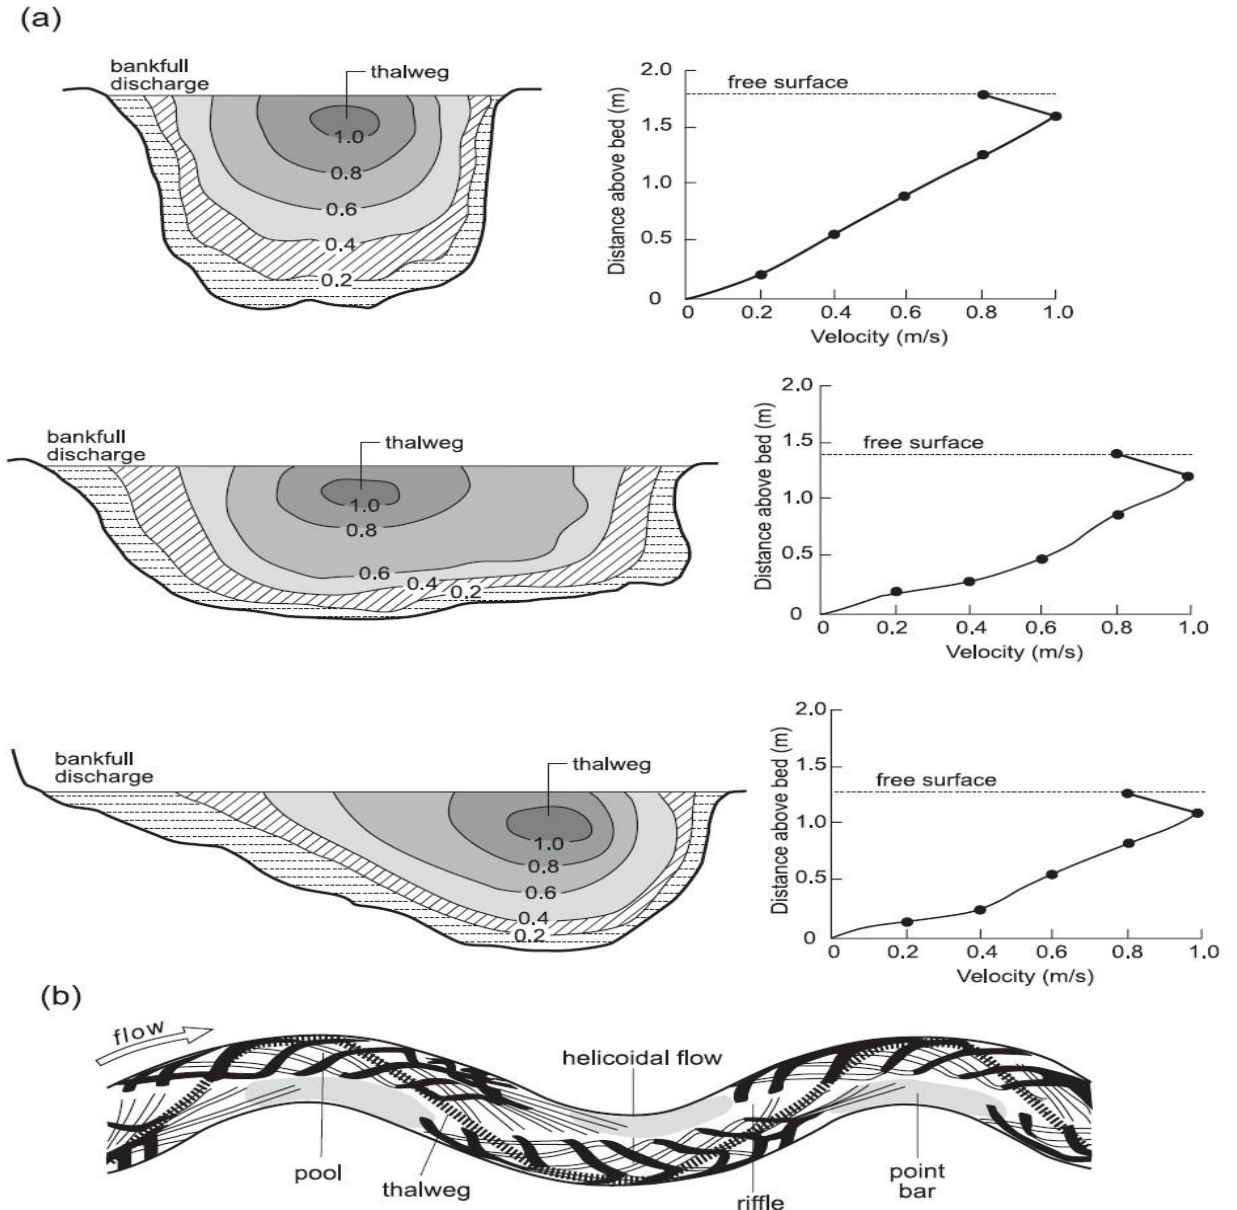 (a)
bankfull
discharge
thalweg
1.0
0.8
0.6
0.4
0.2
2.0
1.5
1.0
0.5
0
free surface
Distance above bed (m)
0 0.2 0.4 0.6 0.8 1.0
Velocity (m/s)
bankfull
discharge
thalweg
1.0
0.8
0.6
0.4
0.2
2.0
1.5
1.0
0.5
0
free surface
Distance above bed (m)
0 0.2 0.4 0.6 0.8 1.0
Velocity (m/s)
bankfull
discharge
thalweg
1.0
0.8
0.6
0.4
0.2
2.0
1.5
1.0
0.5
0
free surface
Distance above bed (m)
0 0.2 0.4 0.6 0.8 1.0
Velocity (m/s)
(b)
flow
helicoidal flow
pool
thalweg
riffle
point
bar